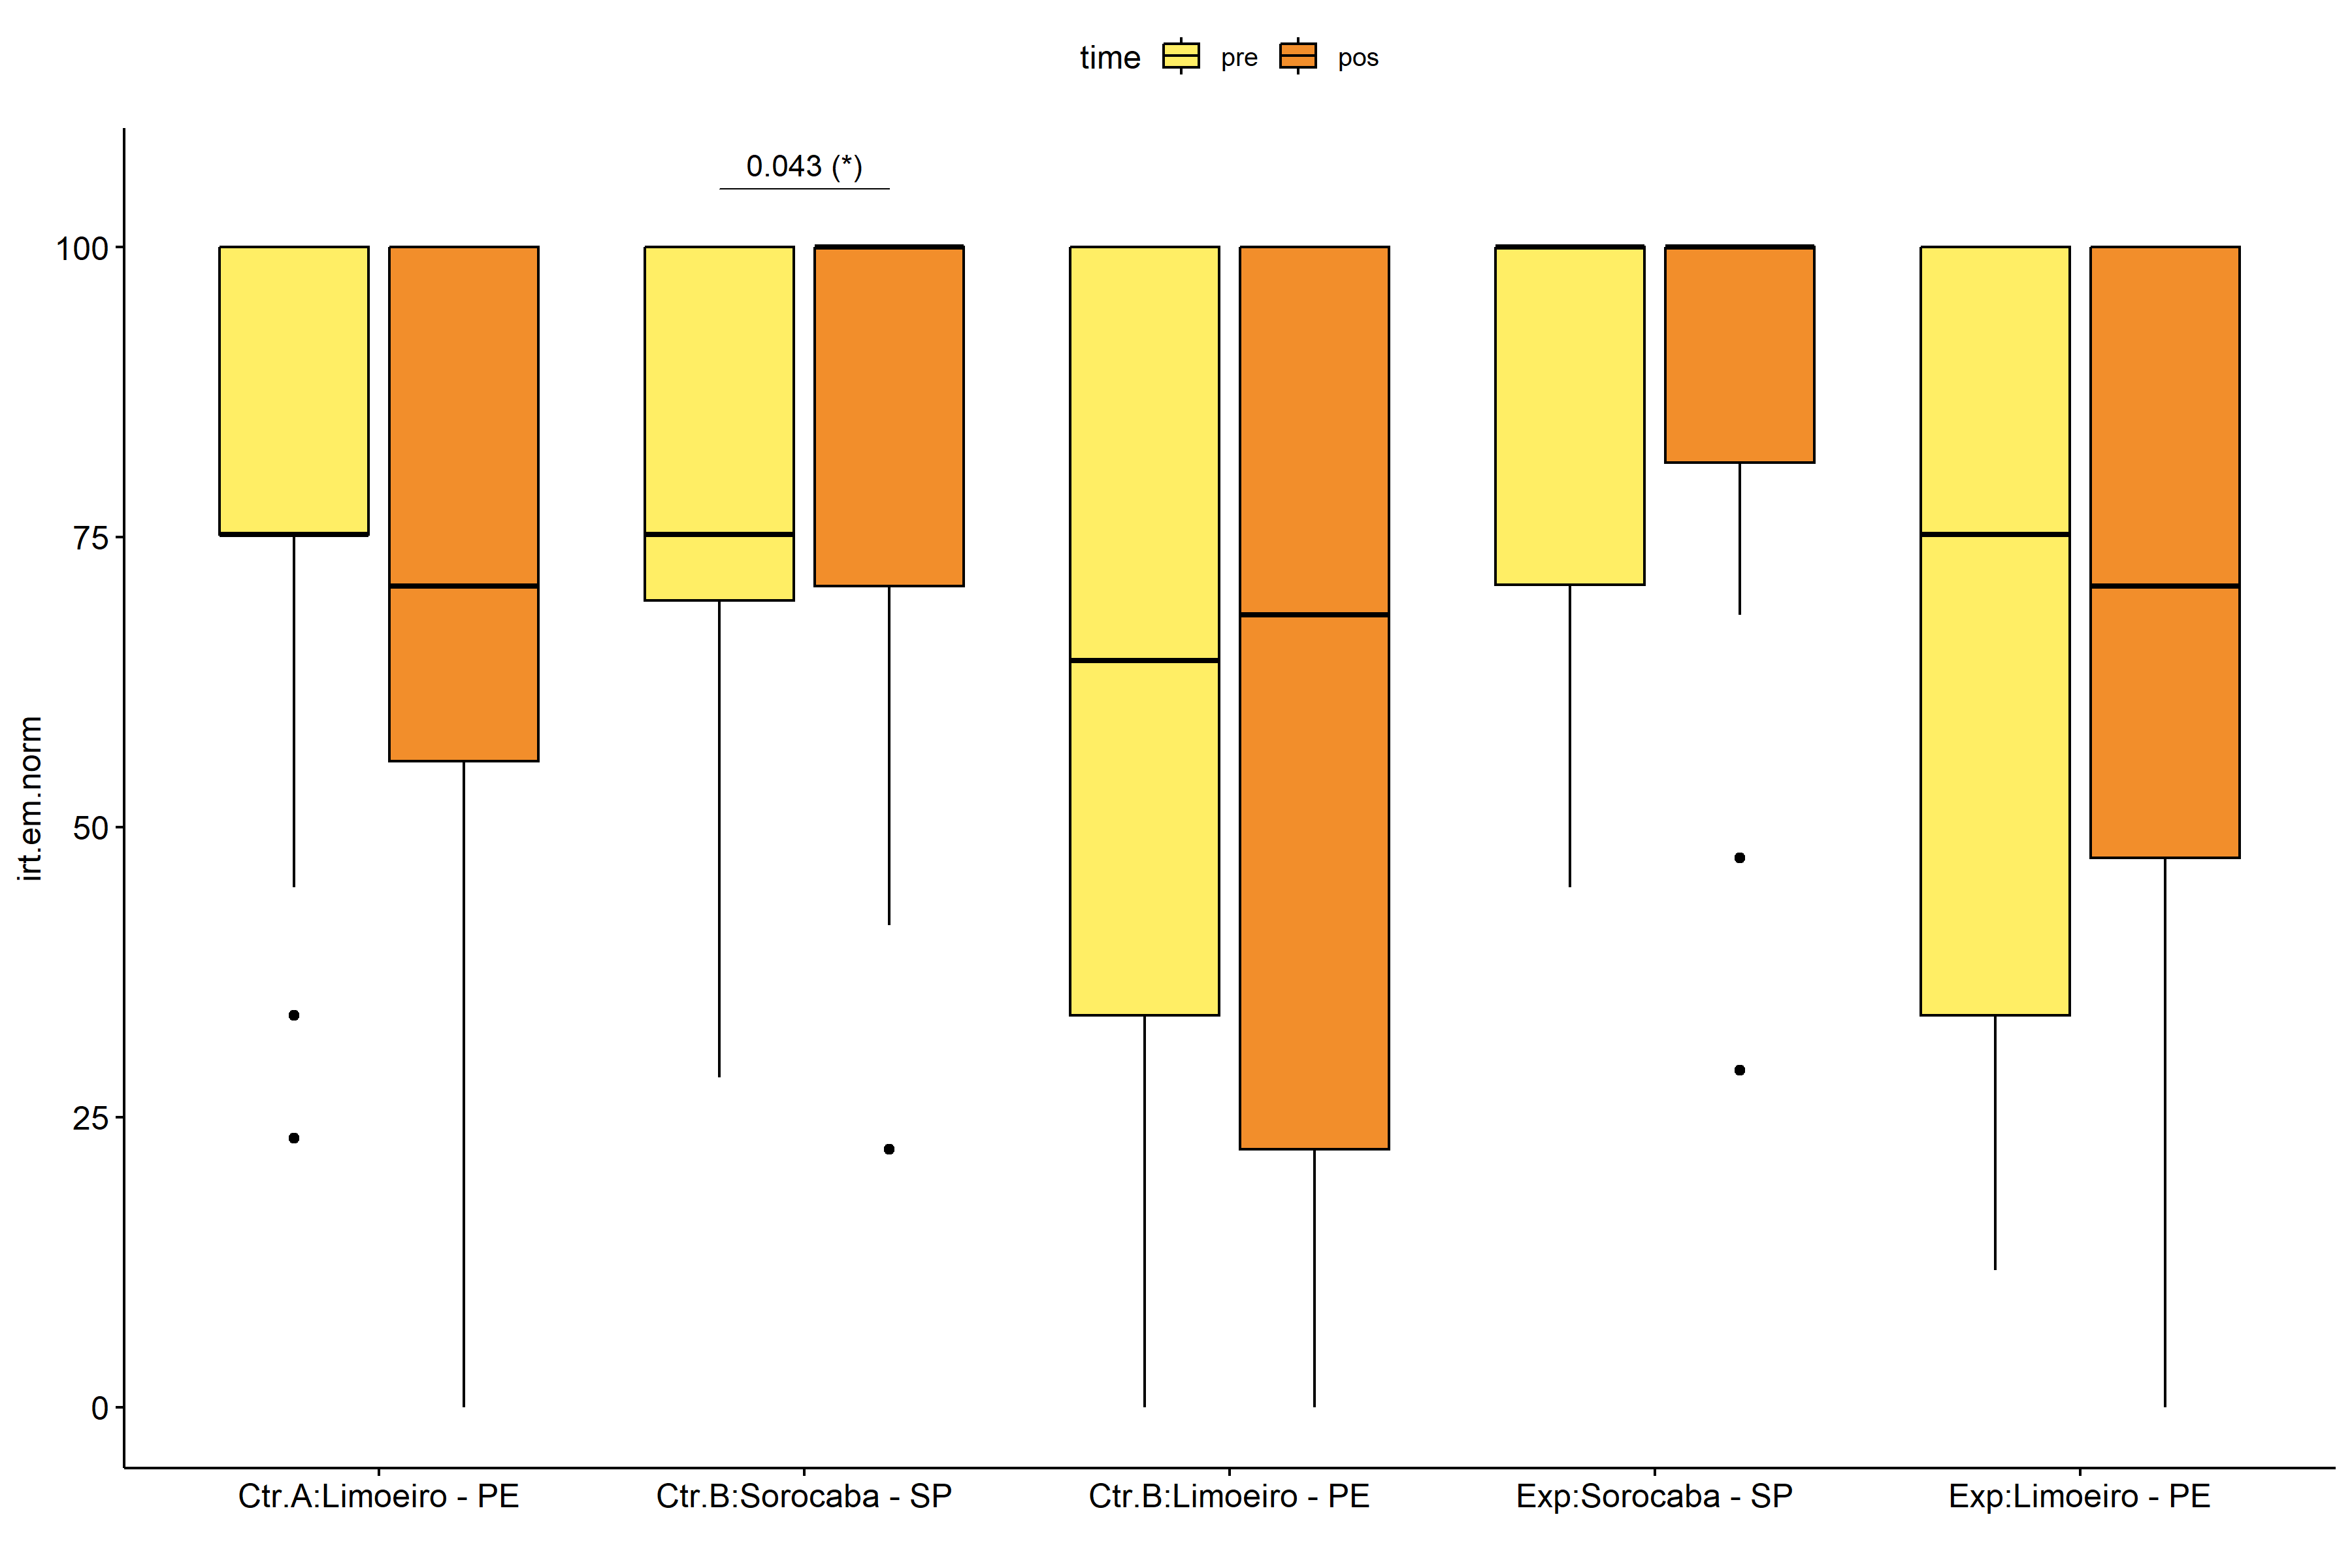 time pre pos
0.043 (*)
100
75
50
25
0
irt.em.norm
Ctr.A:Limoeiro - PE
Ctr.B:Sorocaba - SP
Ctr.B:Limoeiro - PE
Exp:Sorocaba - SP
Exp:Limoeiro - PE